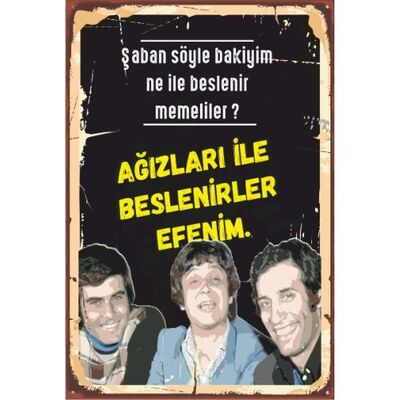 Şaban söyle bakiyim
ne ile beslenir
memeliler ?
AĞIZLARI İLE
BESLENİRLER
EFENİM.